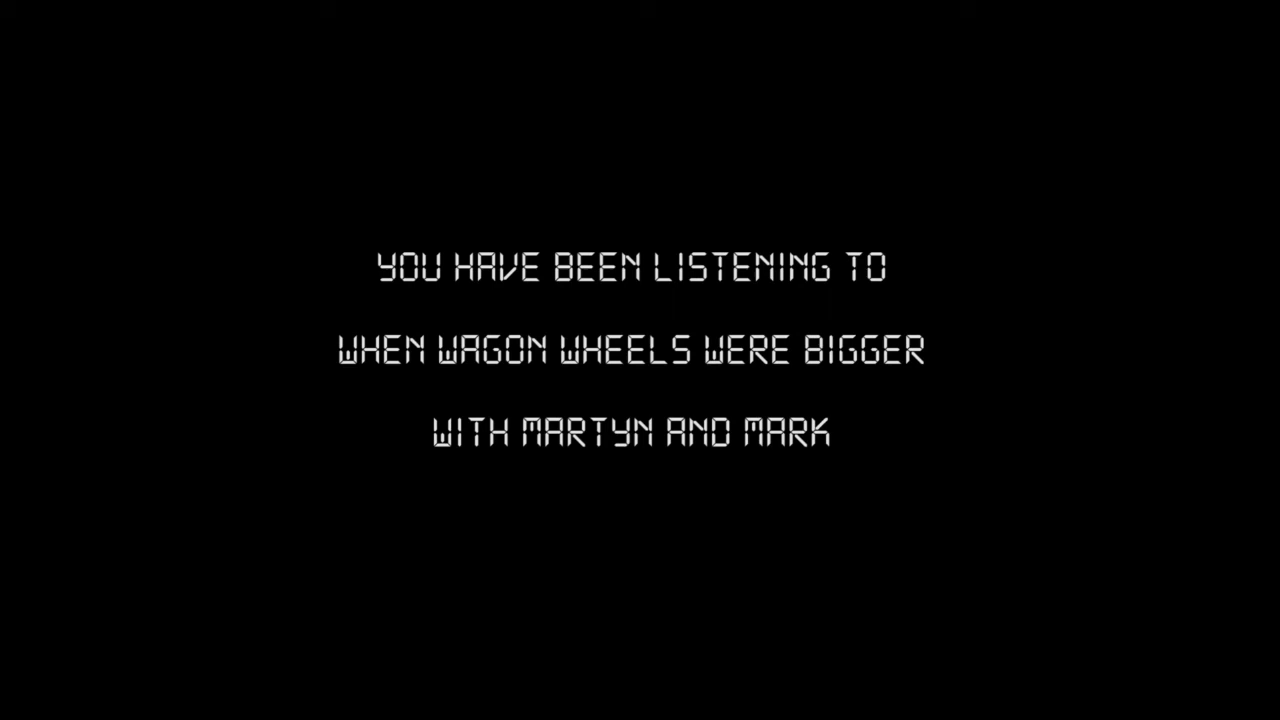 YOU HAVE BEEN LISTENING TO
WHEN WAGON WHEELS WERE BIGGER
WITH MARTYN AND MARK